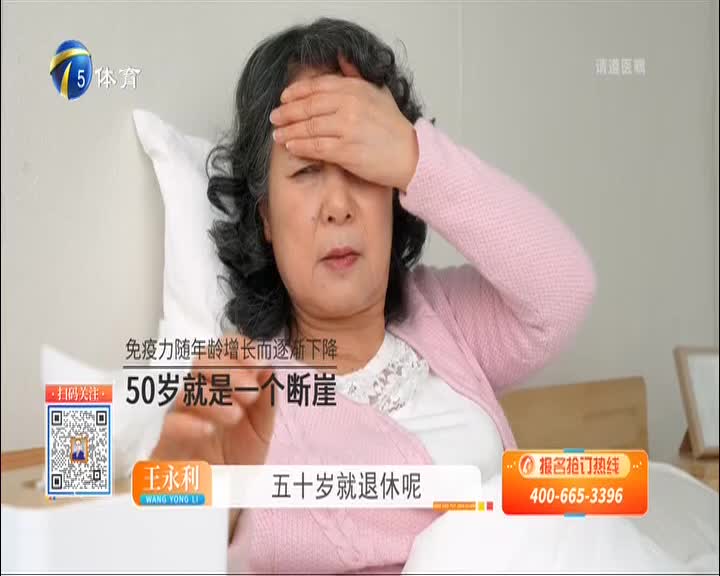 5 体育
请遵医嘱
免疫力随年龄增长而逐渐下降
50岁就是一个断崖
·扫码关注·
王永利
WANG YONG LI
五十岁就退休呢
报名抢订热线
400-665-3396